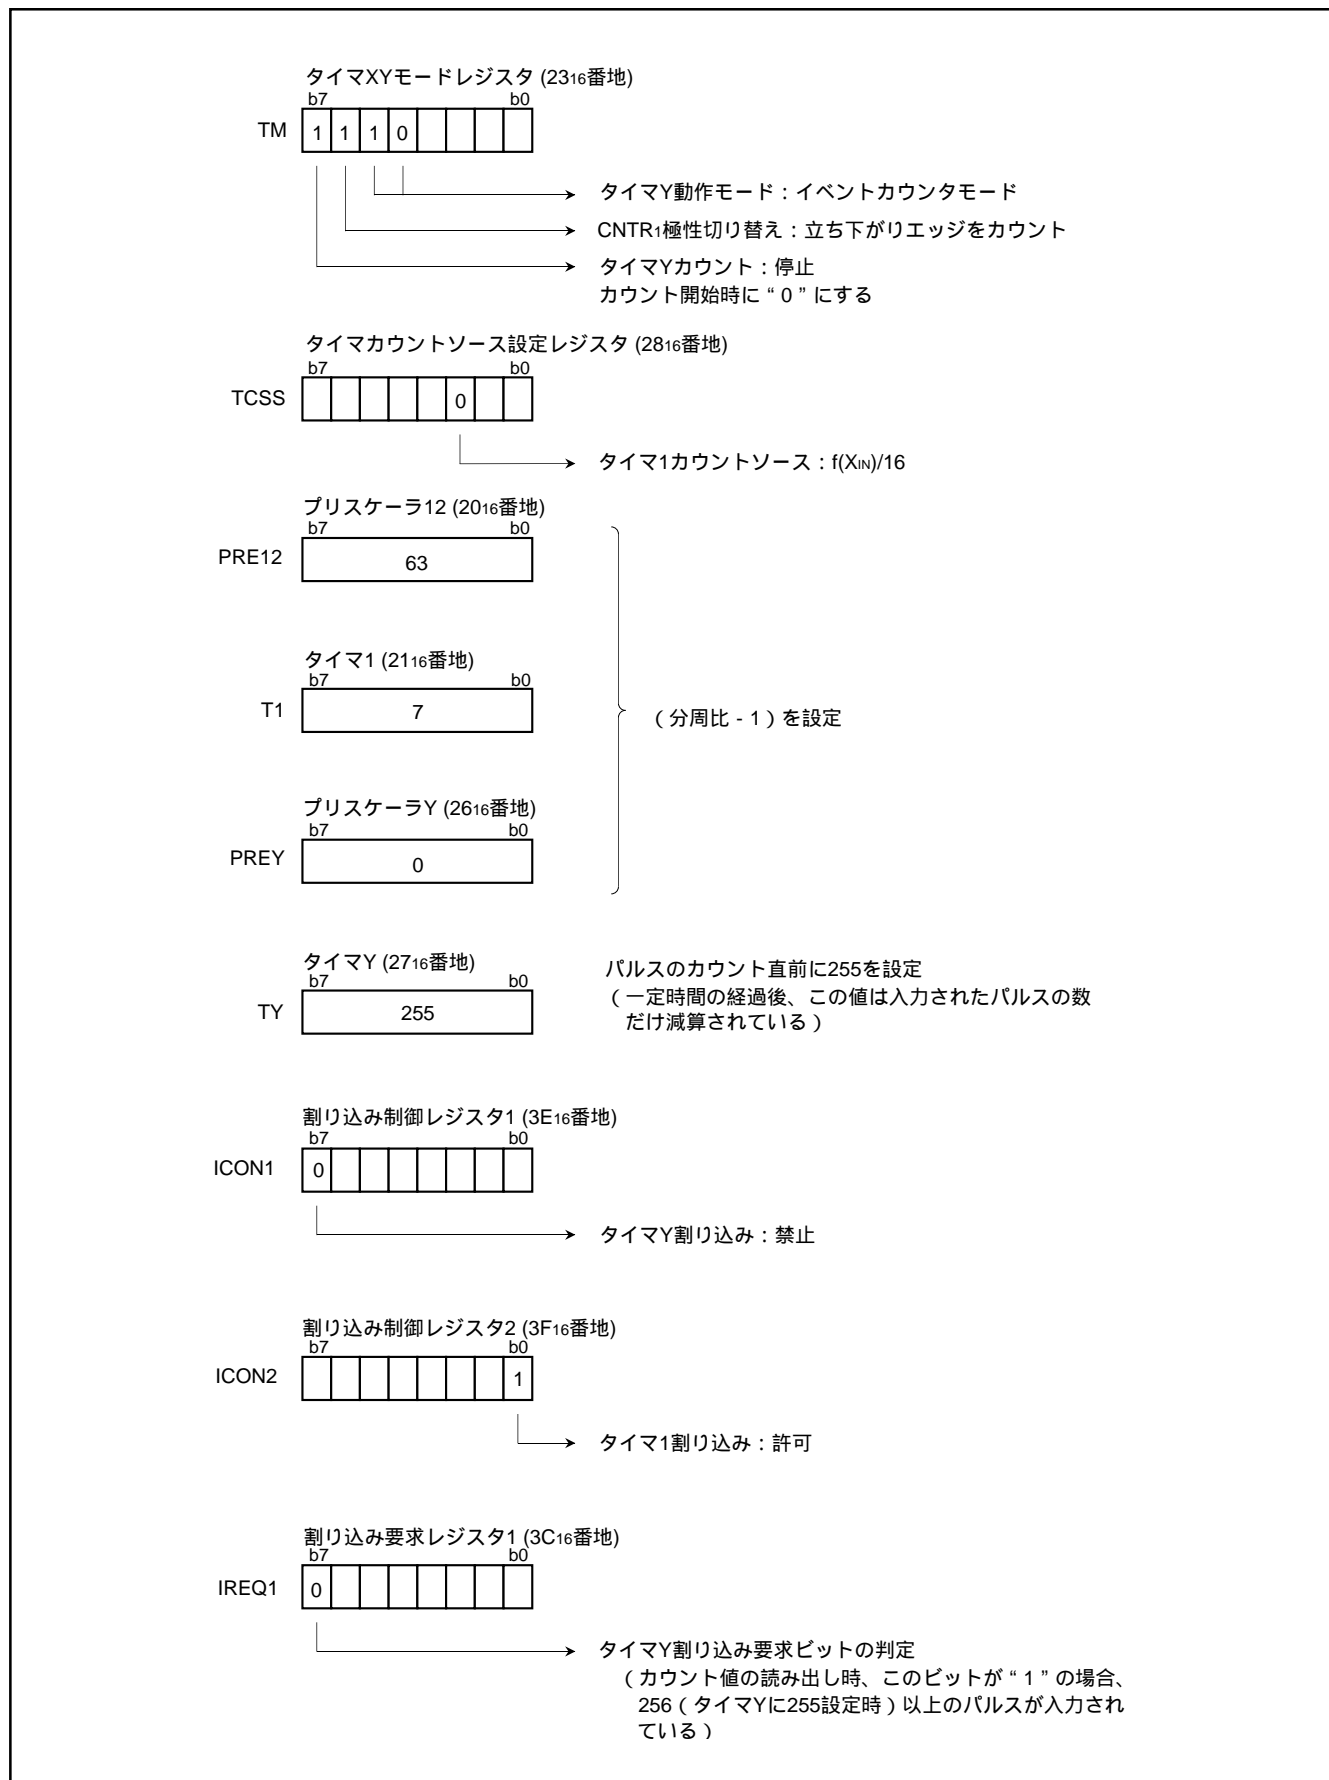 タイマXYモードレジスタ (2316番地)
b7 b0
TM 1 1 1 0
タイマY動作モード：イベントカウンタモード
CNTR1極性切り替え：立ち下がりエッジをカウント
タイマYカウント：停止
カウント開始時に“0”にする
タイマカウントソース設定レジスタ (2816番地)
b7 b0
TCSS 0
タイマ1カウントソース：f(XIN)/16
プリスケーラ12 (2016番地)
b7 b0
PRE12 63
タイマ1 (2116番地)
b7 b0
T1 7
（分周比 - 1）を設定
プリスケーラY (2616番地)
b7 b0
PREY 0
タイマY (2716番地)
b7 b0
TY 255
パルスのカウント直前に255を設定
（一定時間の経過後、この値は入力されたパルスの数
だけ減算されている）
割り込み制御レジスタ1 (3E16番地)
b7 b0
ICON1 0
タイマY割り込み：禁止
割り込み制御レジスタ2 (3F16番地)
b7 b0
ICON2 1
タイマ1割り込み：許可
割り込み要求レジスタ1 (3C16番地)
b7 b0
IREQ1 0
タイマY割り込み要求ビットの判定
（カウント値の読み出し時、このビットが“1”の場合、
256（タイマYに255設定時）以上のパルスが入力され
ている）